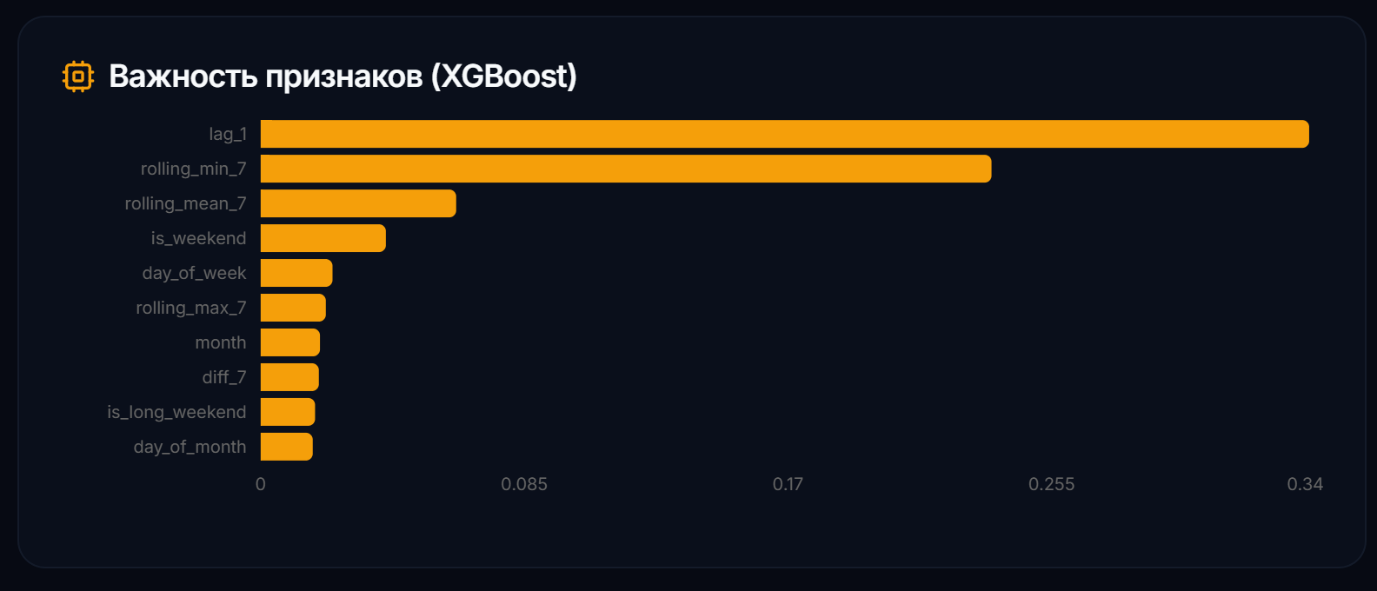 Важность признаков (XGBoost)
lag_1
rolling_min_7
rolling_mean_7
is_weekend
day_of_week
rolling_max_7
month
diff_7
is_long_weekend
day_of_month
0 0.085 0.17 0.255 0.34